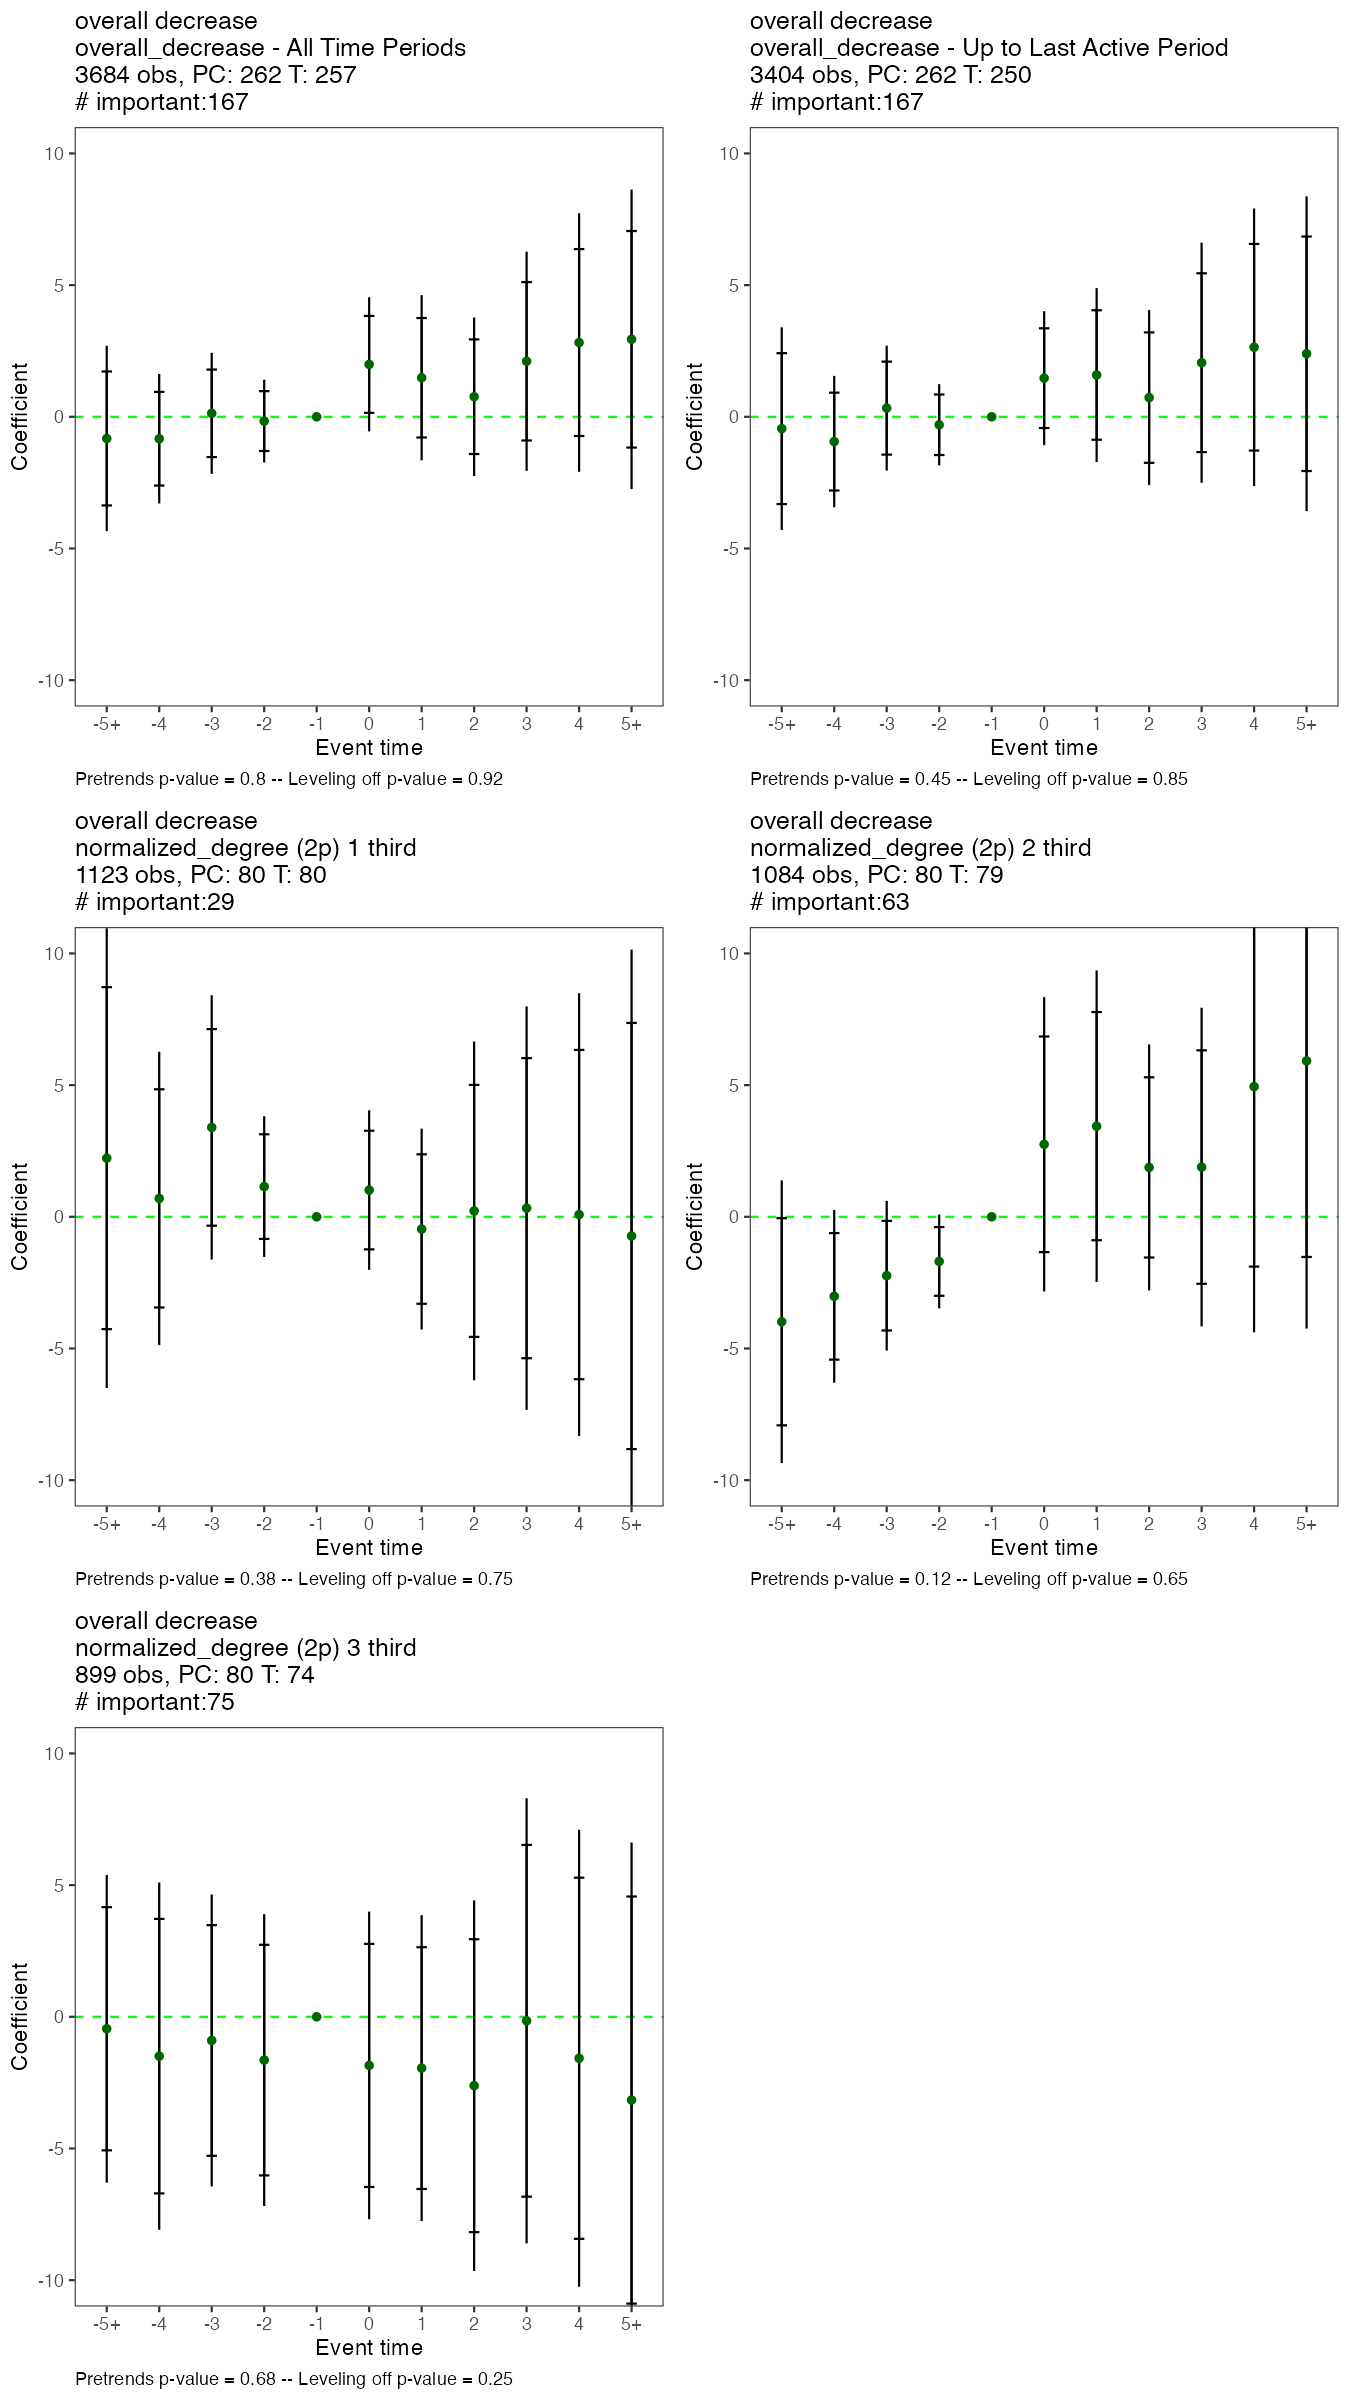 overall decrease
overall_decrease - All Time Periods
3684 obs, PC: 262 T: 257
# important:167
10
5
0
-5
-10
Coefficient
-5+ -4 -3 -2 -1 0 1 2 3 4 5+
Event time
Pretrends p-value = 0.8 -- Leveling off p-value = 0.92
overall decrease
overall_decrease - Up to Last Active Period
3404 obs, PC: 262 T: 250
# important:167
10
5
0
-5
-10
Coefficient
-5+ -4 -3 -2 -1 0 1 2 3 4 5+
Event time
Pretrends p-value = 0.45 -- Leveling off p-value = 0.85
overall decrease
normalized_degree (2p) 1 third
1123 obs, PC: 80 T: 80
# important:29
10
5
0
-5
-10
Coefficient
-5+ -4 -3 -2 -1 0 1 2 3 4 5+
Event time
Pretrends p-value = 0.38 -- Leveling off p-value = 0.75
overall decrease
normalized_degree (2p) 2 third
1084 obs, PC: 80 T: 79
# important:63
10
5
0
-5
-10
Coefficient
-5+ -4 -3 -2 -1 0 1 2 3 4 5+
Event time
Pretrends p-value = 0.12 -- Leveling off p-value = 0.65
overall decrease
normalized_degree (2p) 3 third
899 obs, PC: 80 T: 74
# important:75
10
5
0
-5
-10
Coefficient
-5+ -4 -3 -2 -1 0 1 2 3 4 5+
Event time
Pretrends p-value = 0.68 -- Leveling off p-value = 0.25